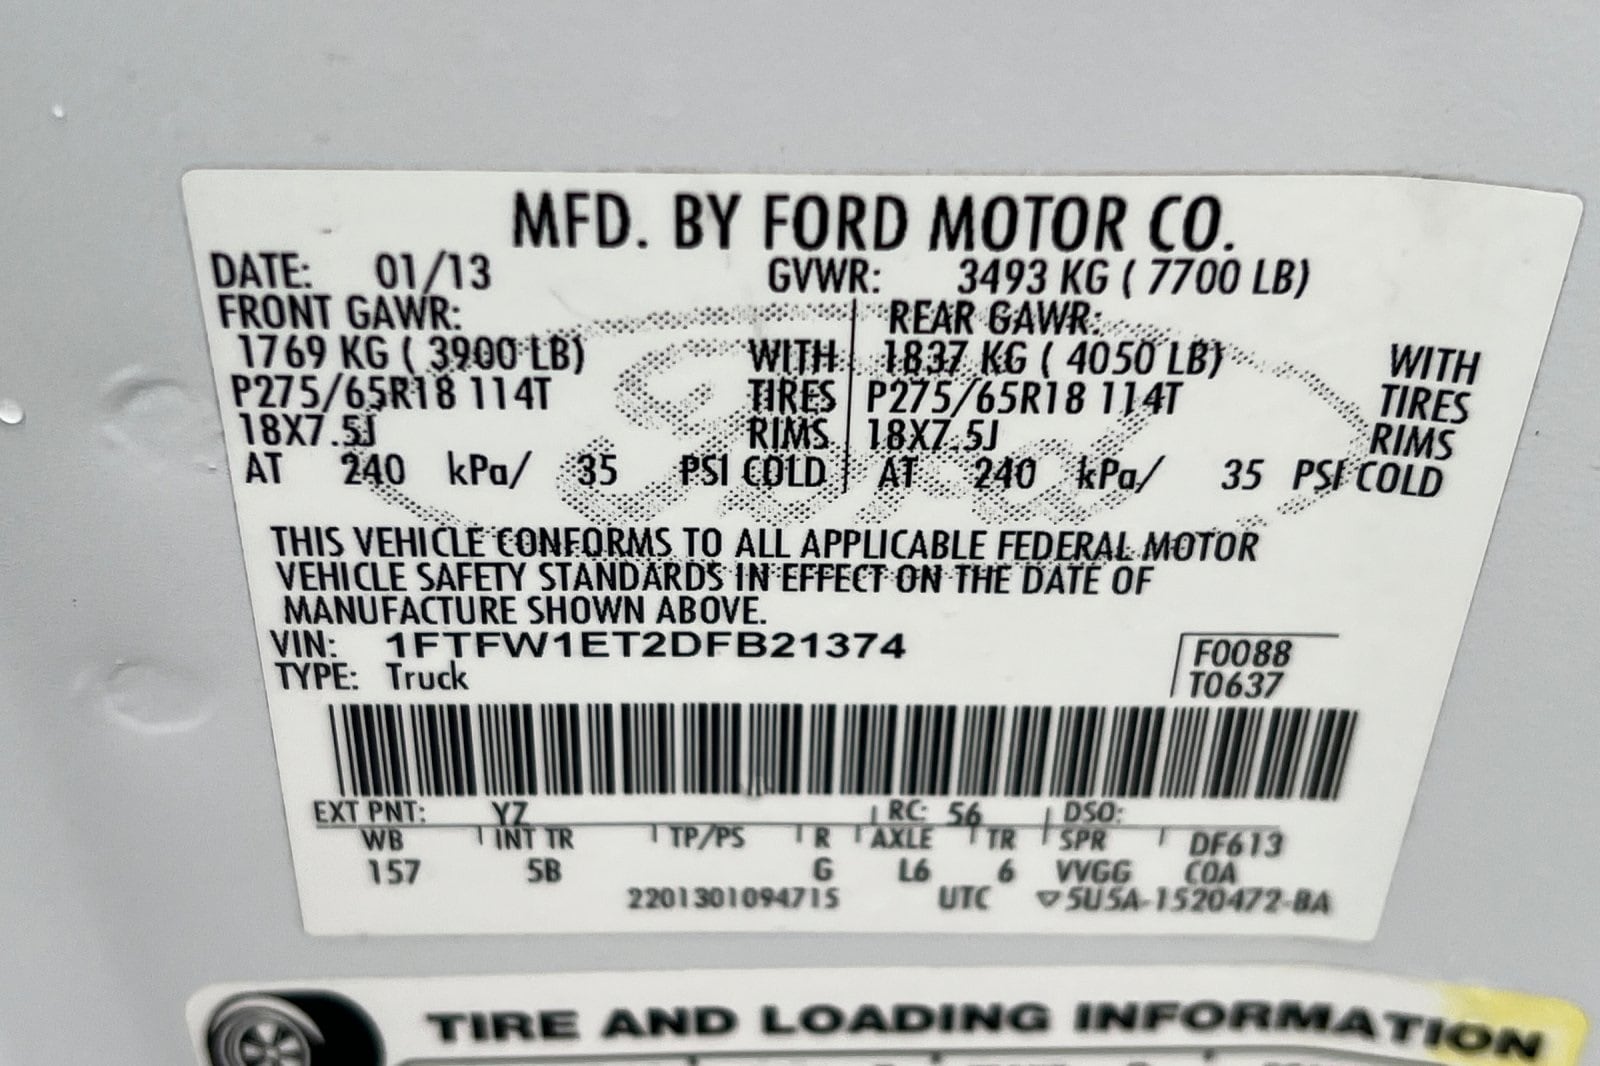 MFD. BY FORD MOTOR CO.
DATE: 01/13 GVWR: 3493 KG ( 7700 LB)
FRONT GAWR: REAR GAWR:
1769 KG ( 3900 LB) WITH 1837 KG ( 4050 LB) WITH
P275/65R18 114T TIRES P275/65R18 114T TIRES
18X7.5J RIMS 18X7.5J RIMS
AT 240 kPa/ 35 PSI COLD AT 240 kPa/ 35 PSI COLD
Ford
THIS VEHICLE CONFORMS TO ALL APPLICABLE FEDERAL MOTOR
VEHICLE SAFETY STANDARDS IN EFFECT ON THE DATE OF
MANUFACTURE SHOWN ABOVE.
VIN: 1FTFW1ET2DFB21374 F0088
TYPE: Truck T0637
EXT PNT: YZ RC: 56 DSO:
WB INT TR TP/PS R AXLE TR SPR DF613
157 5B G L6 6 VVGG COA
2201301094715 UTC ▽5U5A-1520472-BA
TIRE AND LOADING INFORMATION